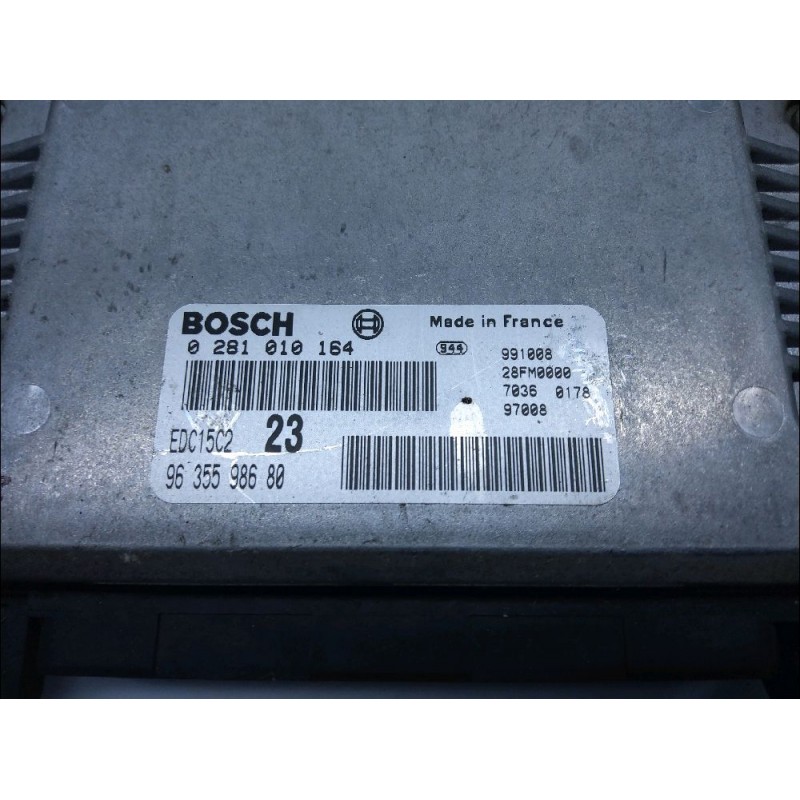 BOSCH Made in France
0 281 010 164 944 991008
28FM0000
7036 0178
97008
EDC15C2 23
96 355 986 80